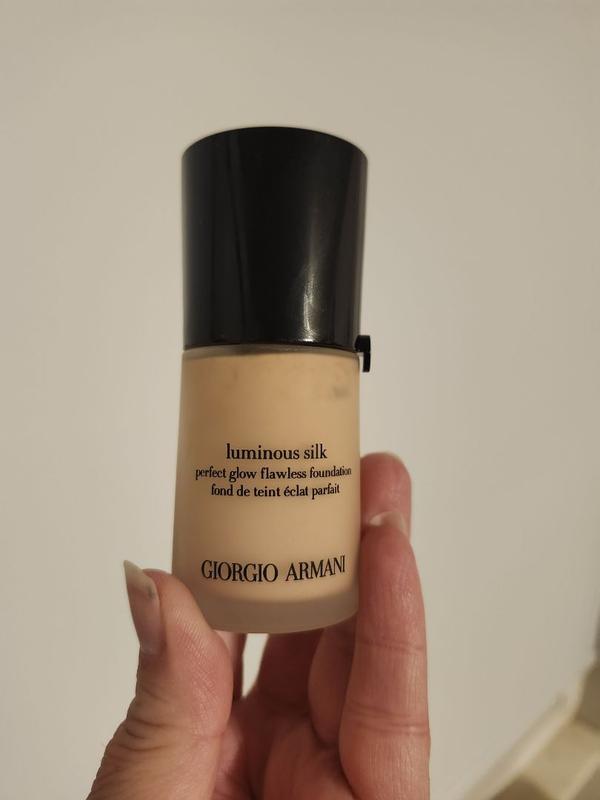 luminous silk
perfect glow flawless foundation
fond de teint éclat parfait
GIORGIO ARMANI